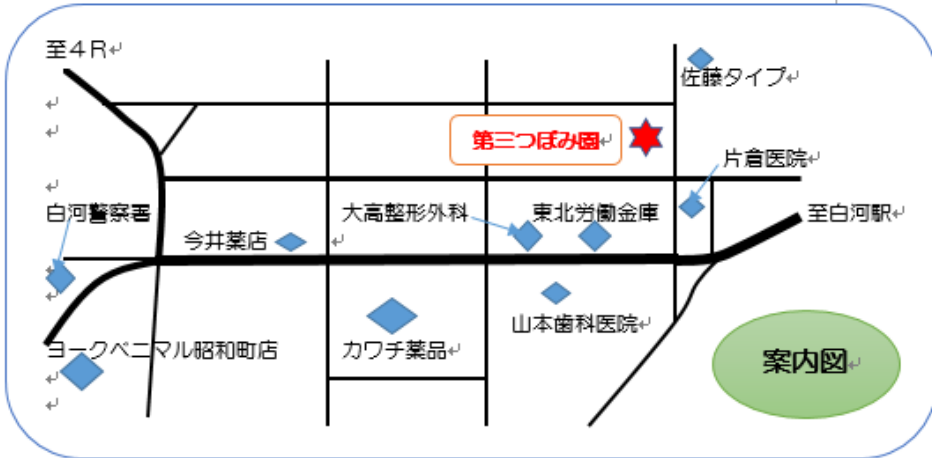 至４Ｒ
佐藤タイプ
第三つぼみ園
片倉医院
白河警察署
大高整形外科
東北労働金庫
至白河駅
今井薬店
山本歯科医院
ヨークベニマル昭和町店
カワチ薬品
案内図